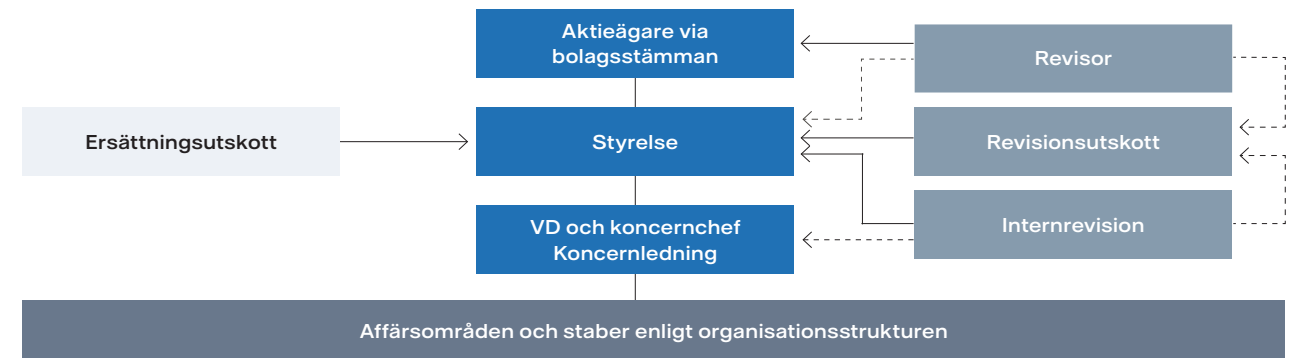 Aktieägare via
bolagsstämman
Revisor
Ersättningsutskott
Styrelse
Revisionsutskott
VD och koncernchef
Koncernledning
Internrevision
Affärsområden och staber enligt organisationsstrukturen